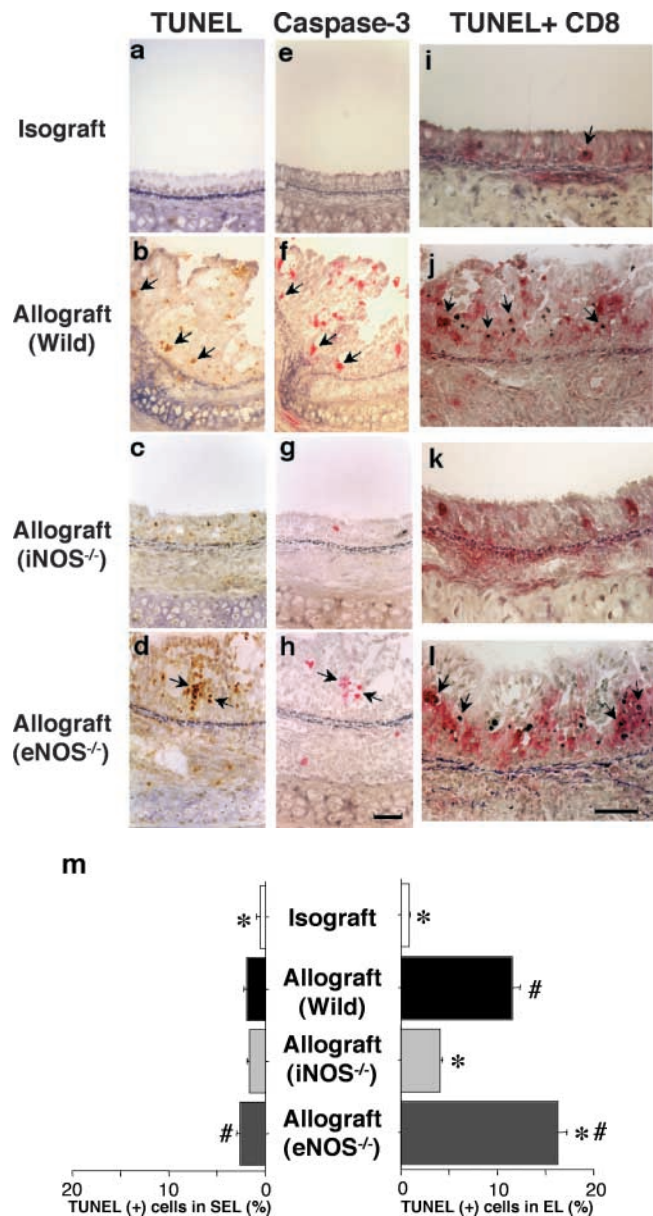 TUNEL Caspase-3 TUNEL+ CD8
a e i
Isograft
b f j
Allograft
(Wild)
c g k
Allograft
(iNOS-/-)
d h l
Allograft
(eNOS-/-)
m
* Isograft *
Allograft
(Wild) #
Allograft
(iNOS-/-) *
# Allograft
(eNOS-/-) *#
20 10 0 0 10 20
TUNEL (+) cells in SEL (%) TUNEL (+) cells in EL (%)